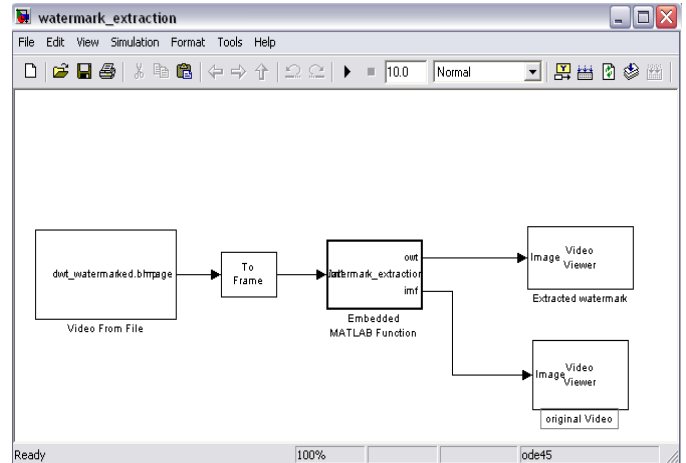 watermark_extraction
File Edit View Simulation Format Tools Help
10.0 Normal
dwt_watermarked.bmp
Image
Video From File
To
Frame
watermark_extraction
owt
imf
Embedded
MATLAB Function
Image
Video
Viewer
Extracted watermark
Image
Video
Viewer
original Video
Ready 100% ode45